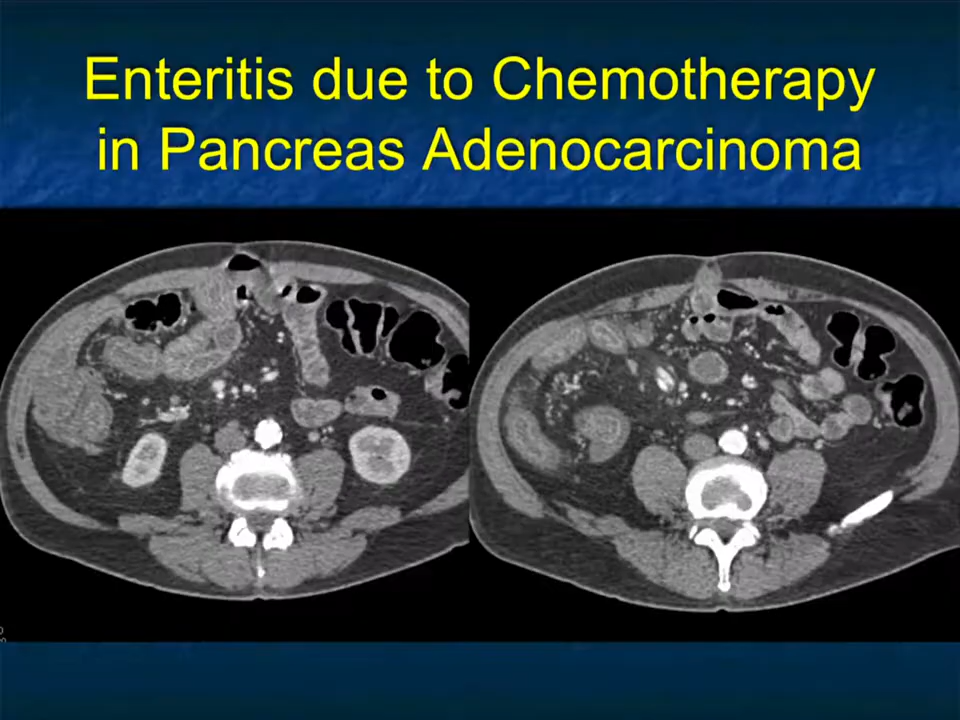 Enteritis due to Chemotherapy
in Pancreas Adenocarcinoma